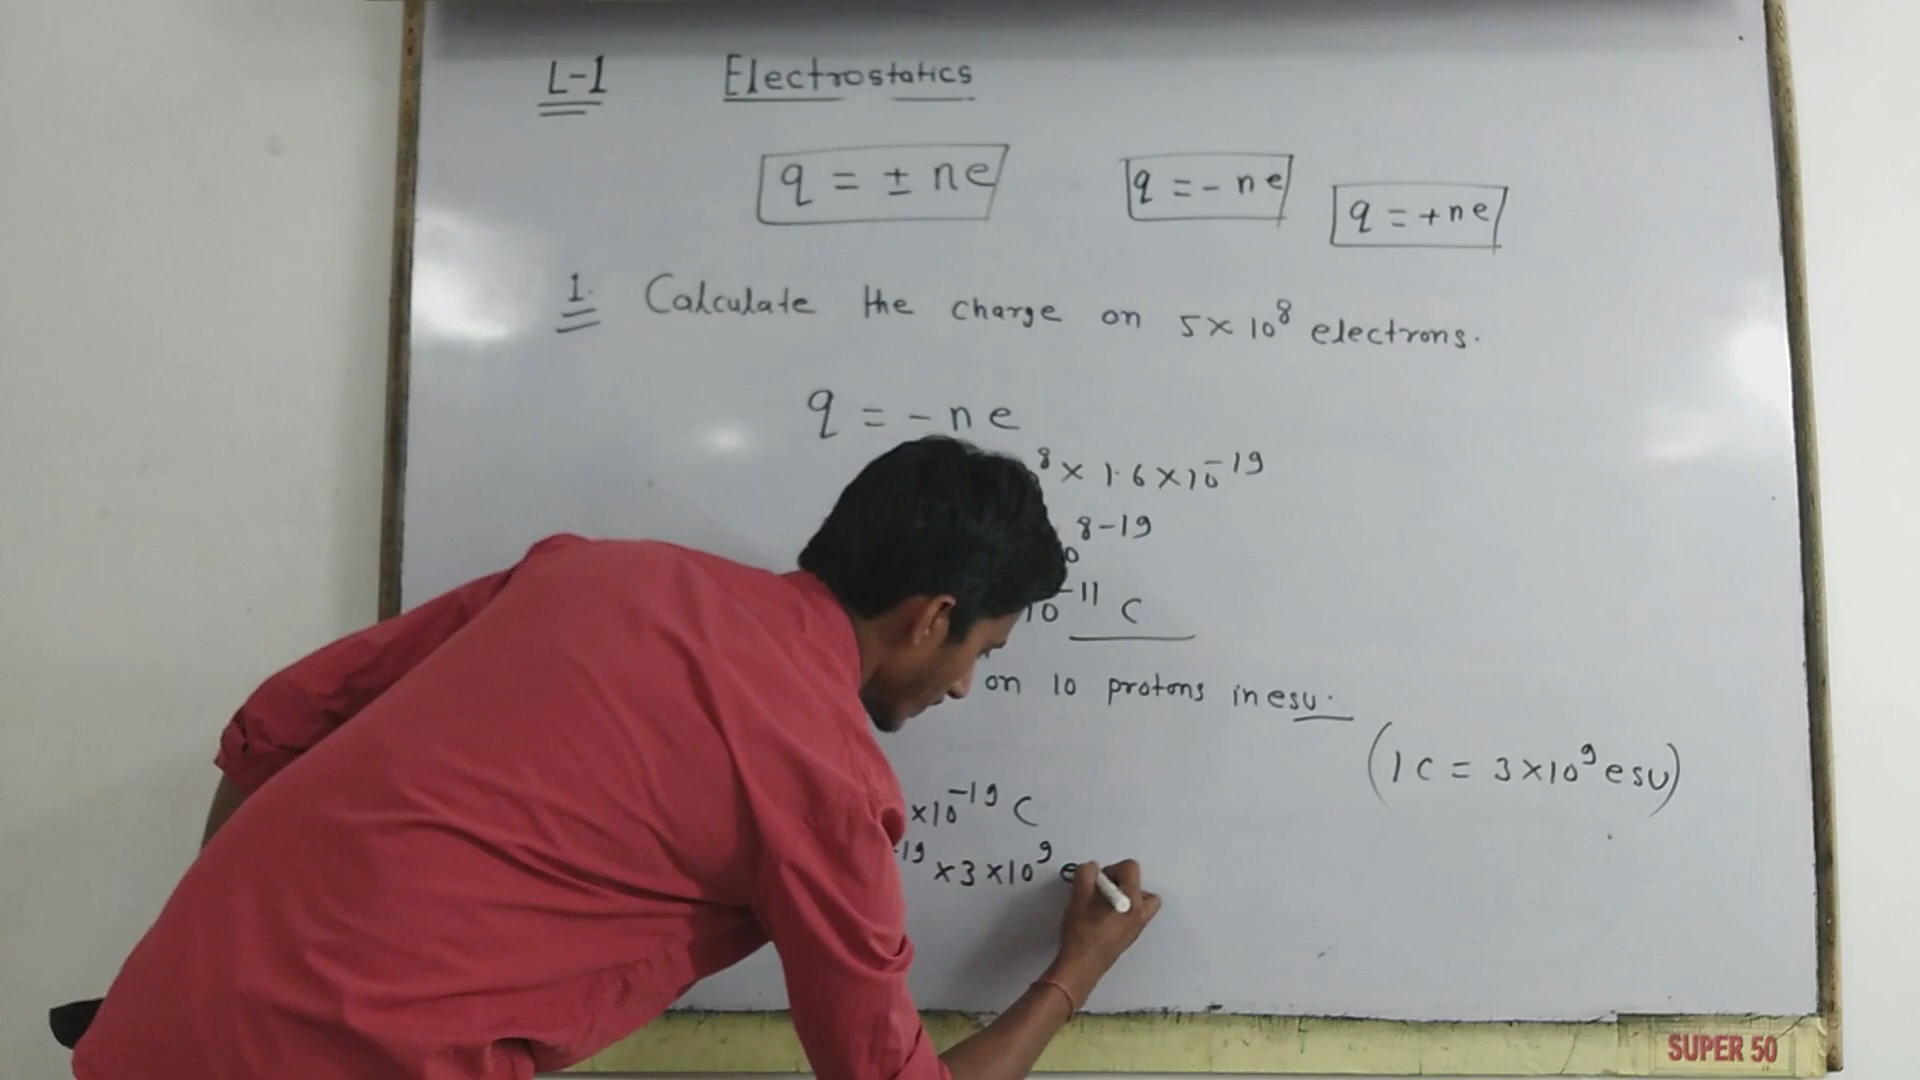 L-1 Electrostatics
q = ± ne q = - ne q = +ne
1. Calculate the charge on 5×10⁸ electrons.
q = - ne
⁸ × 1.6×10⁻¹⁹
⁸⁻¹⁹
10⁻¹¹ C
on 10 protons in esu.
(1C = 3×10⁹ esu)
×10⁻¹⁹ C
⁻¹⁹ ×3×10⁹ e
SUPER 50